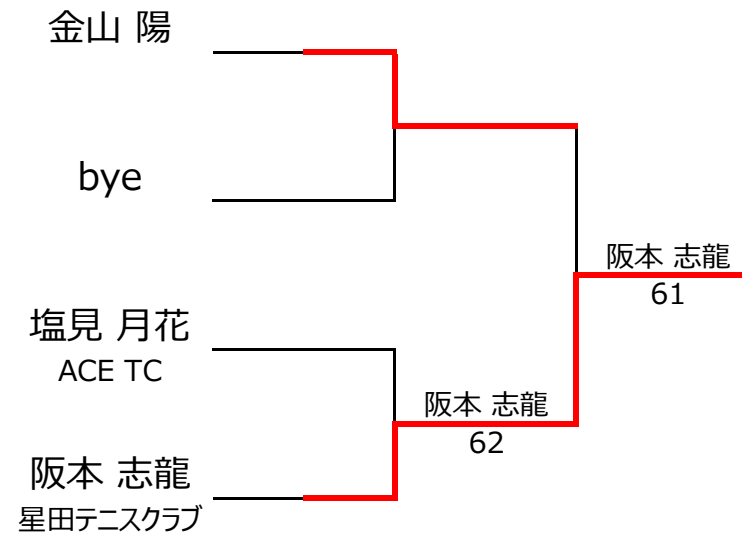 金山 陽
bye
塩見 月花
ACE TC
阪本 志龍
星田テニスクラブ
阪本 志龍
62
阪本 志龍
61